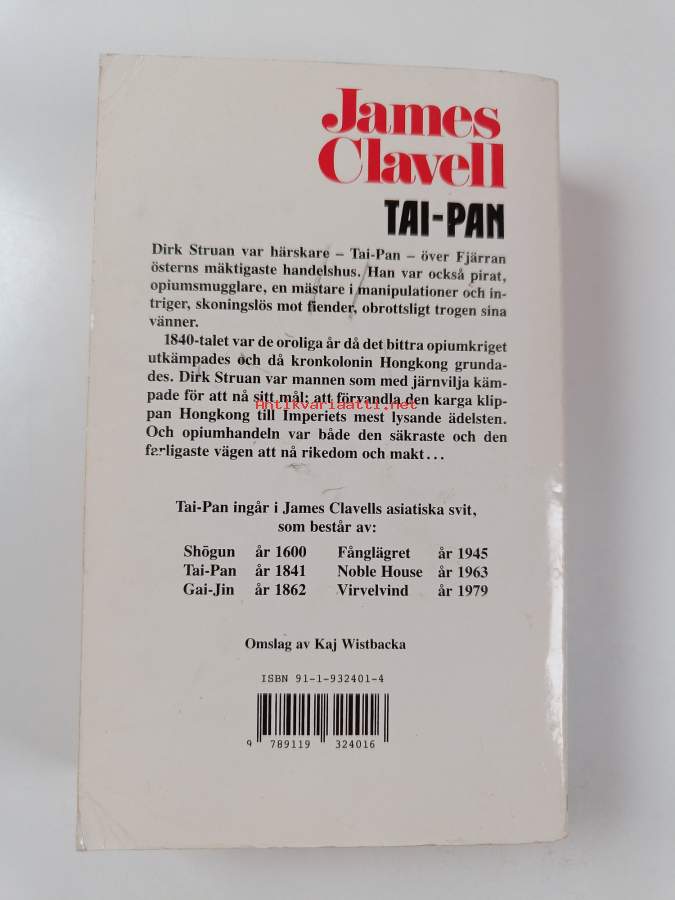 James
Clavell
TAI-PAN
Dirk Struan var härskare – Tai-Pan – över Fjärran
österns mäktigaste handelshus. Han var också pirat,
opiumsmugglare, en mästare i manipulationer och in-
triger, skoningslös mot fiender, obrottsligt trogen sina
vänner.
1840-talet var de oroliga år då det bittra opiumkriget
utkämpades och då kronkolonin Hongkong grunda-
des. Dirk Struan var mannen som med järnvilja käm-
pade för att nå sitt mål: att förvandla den karga klip-
Antikvariaatti.net
pan Hongkong till Imperiets mest lysande ädelsten.
Och opiumhandeln var både den säkraste och den
farligaste vägen att nå rikedom och makt...
Tai-Pan ingår i James Clavells asiatiska svit,
som består av:
Shōgun år 1600 Fånglägret år 1945
Tai-Pan år 1841 Noble House år 1963
Gai-Jin år 1862 Virvelvind år 1979
Omslag av Kaj Wistbacka
ISBN 91-1-932401-4
9 789119 324016